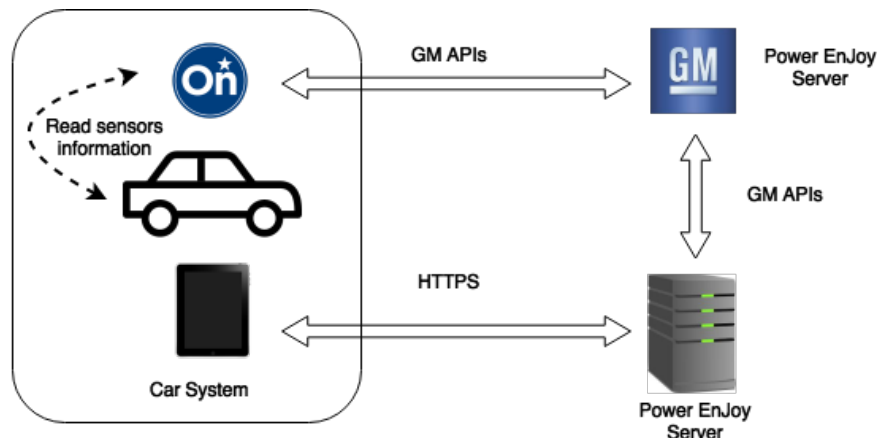 On
GM APIs
GM
Power EnJoy
Server
Read sensors
information
GM APIs
HTTPS
Car System
Power EnJoy
Server